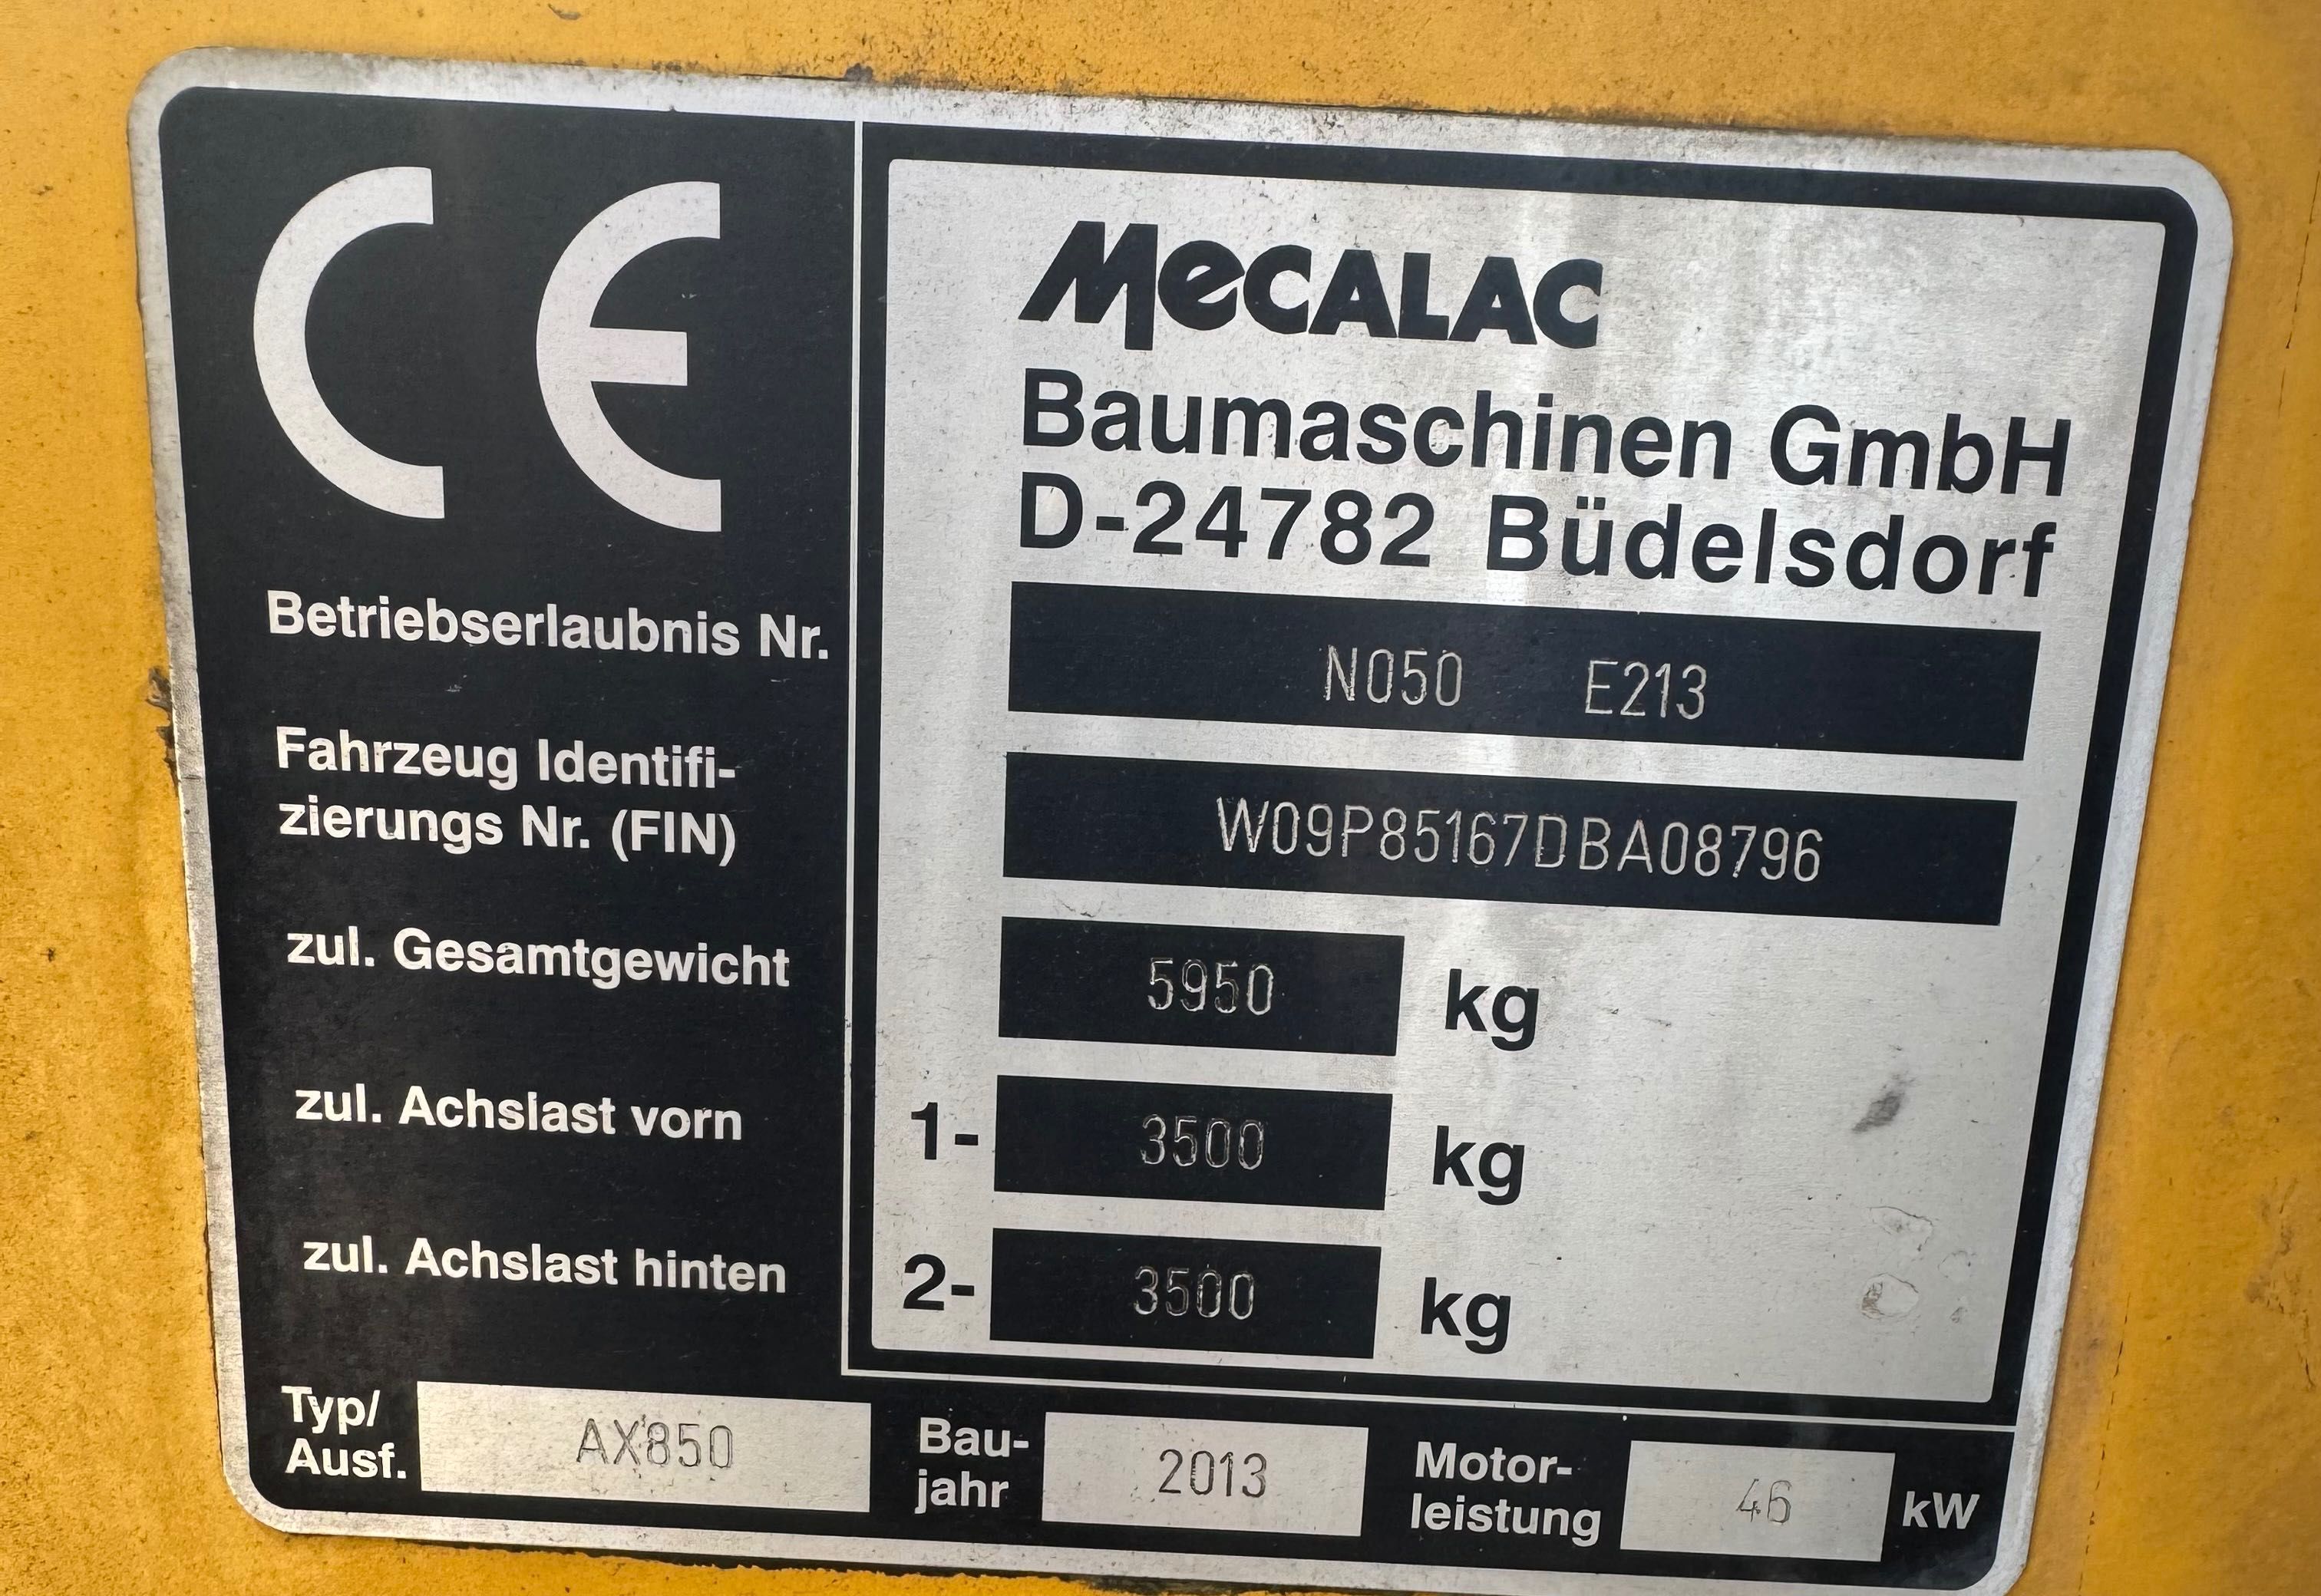 CE
MeCALAC
Baumaschinen GmbH
D-24782 Büdelsdorf
Betriebserlaubnis Nr. N050 E213
Fahrzeug Identifi-
zierungs Nr. (FIN) W09P85167DBA08796
zul. Gesamtgewicht 5950 kg
zul. Achslast vorn 1- 3500 kg
zul. Achslast hinten 2- 3500 kg
Typ/
Ausf. AX850
Bau-
jahr 2013
Motor-
leistung 46 kW